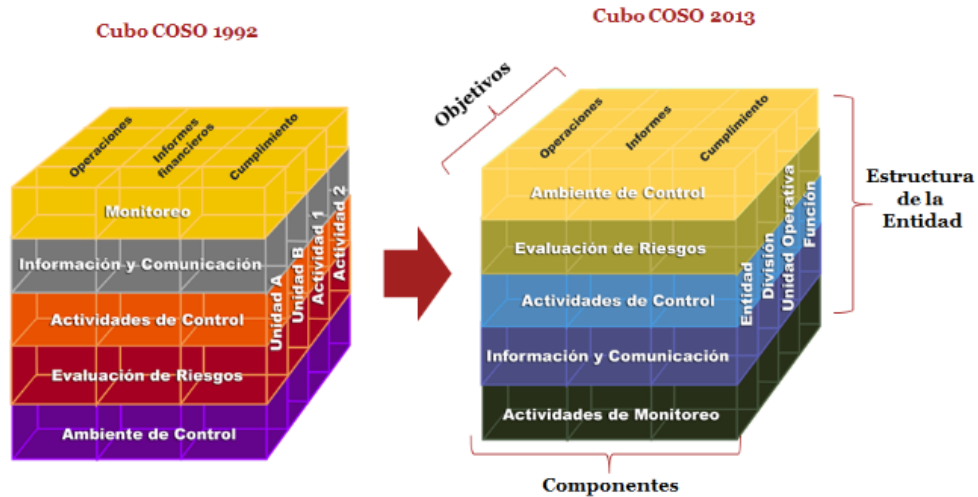 Cubo COSO 1992
Operaciones
Informes
financieros
Cumplimiento
Monitoreo
Información y Comunicación
Actividades de Control
Evaluación de Riesgos
Ambiente de Control
Unidad A
Unidad B
Actividad 1
Actividad 2
Cubo COSO 2013
Objetivos
Operaciones
Informes
Cumplimiento
Ambiente de Control
Evaluación de Riesgos
Actividades de Control
Información y Comunicación
Actividades de Monitoreo
Entidad
División
Unidad Operativa
Función
Estructura
de la
Entidad
Componentes